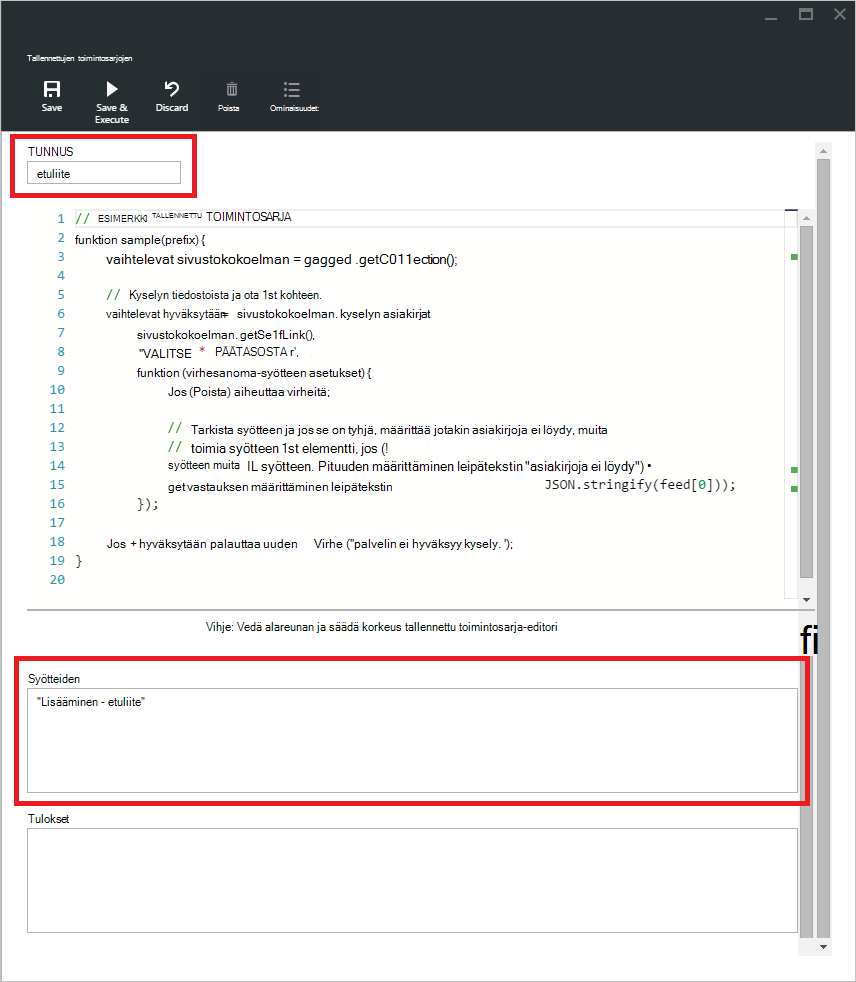 Tallennettujen toimintosarjojen
Save
Save & Execute
Discard
Poista
Ominaisuudet:
TUNNUS
etuliite
1 // ESIMERKKI TALLENNETTU TOIMINTOSARJA
2 funktion sample(prefix) {
3 vaihtelevat sivustokokoelman = gagged .getC011ection();
4
5 // Kyselyn tiedostoista ja ota 1st kohteen.
6 vaihtelevat hyväksytään= sivustokokoelman. kyselyn asiakirjat
7 sivustokokoelman. getSe1fLink(),
8 "VALITSE * PÄÄTASOSTA r',
9 funktion (virhesanoma-syötteen asetukset) {
10 Jos (Poista) aiheuttaa virheitä;
11
12 // Tarkista syötteen ja jos se on tyhjä, määrittää jotakin asiakirjoja ei löydy, muita
13 // toimia syötteen 1st elementti, jos (!
14 syötteen muita IL syötteen. Pituuden määrittäminen leipätekstin "asiakirjoja ei löydy") •
15 get vastauksen määrittäminen leipätekstin JSON.stringify(feed[0]));
16 });
17
18 Jos + hyväksytään palauttaa uuden Virhe ("palvelin ei hyväksyy kysely. ');
19 }
20
Vihje: Vedä alareunan ja säädä korkeus tallennettu toimintosarja-editori
fi
Syötteiden
"Lisääminen - etuliite"
Tulokset